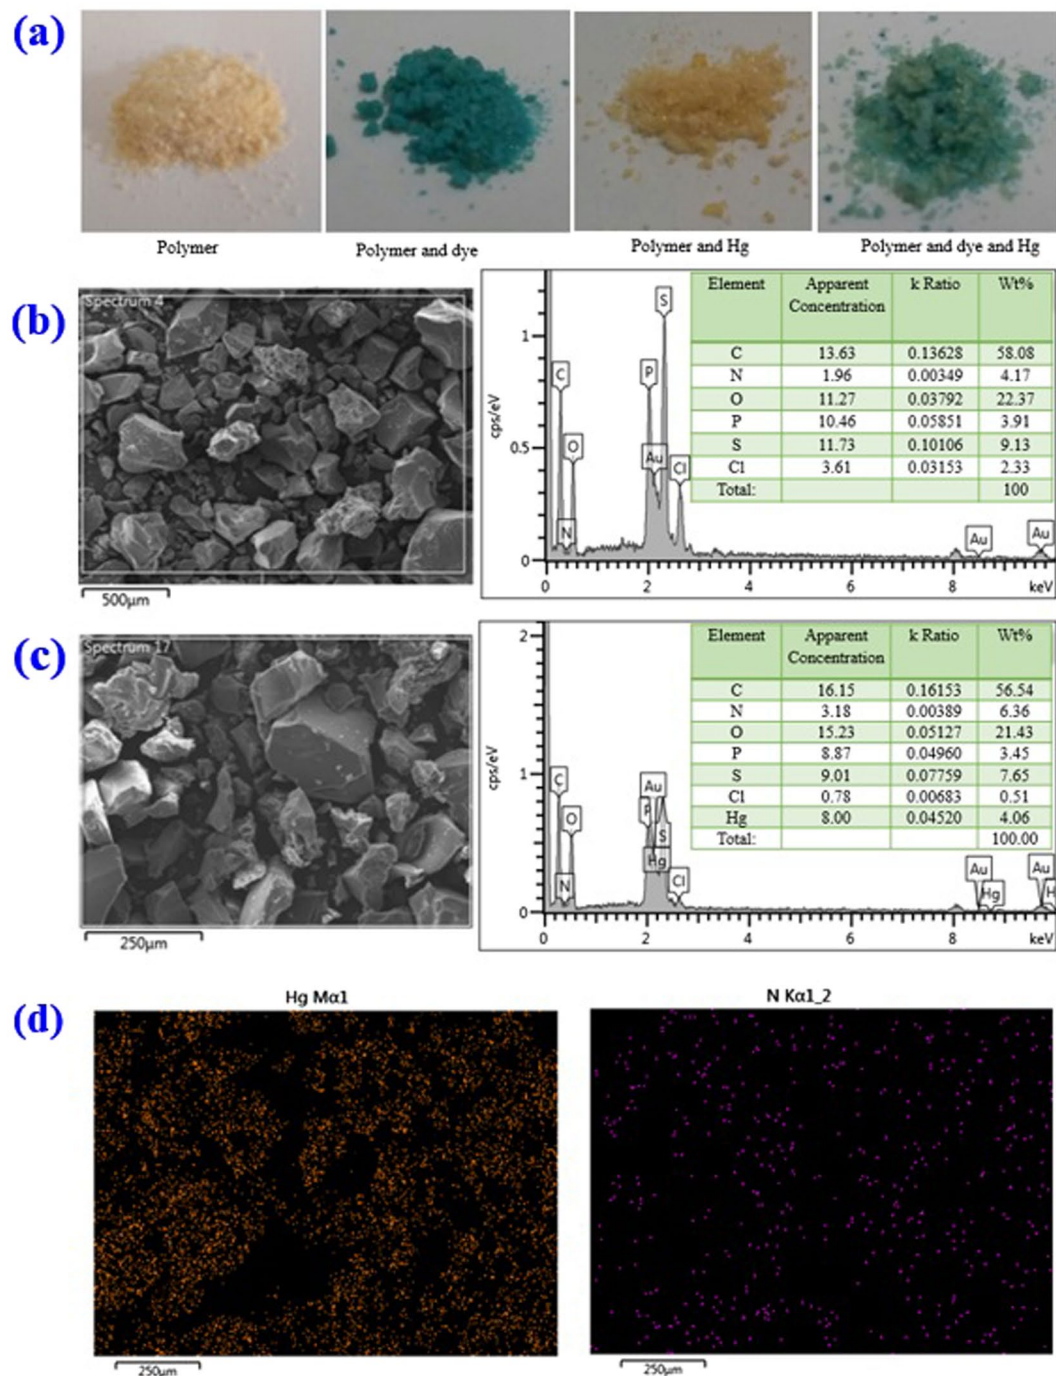 (a)
Polymer
Polymer and dye
Polymer and Hg
Polymer and dye and Hg
(b)
Spectrum 4
500μm
cps/eV
1
0.5
0
C
O
N
P
Au
S
Cl
Au
Au
0 2 4 6 8 keV
Element Apparent Concentration k Ratio Wt%
C 13.63 0.13628 58.08
N 1.96 0.00349 4.17
O 11.27 0.03792 22.37
P 10.46 0.05851 3.91
S 11.73 0.10106 9.13
Cl 3.61 0.03153 2.33
Total: 100
(c)
Spectrum 17
250μm
cps/eV
2
1
0
C
O
N
Au
P
S
Hg
Cl
Au
Hg
Au
H
0 2 4 6 8 keV
Element Apparent Concentration k Ratio Wt%
C 16.15 0.16153 56.54
N 3.18 0.00389 6.36
O 15.23 0.05127 21.43
P 8.87 0.04960 3.45
S 9.01 0.07759 7.65
Cl 0.78 0.00683 0.51
Hg 8.00 0.04520 4.06
Total: 100.00
(d)
Hg Mα1
250μm
N Kα1_2
250μm